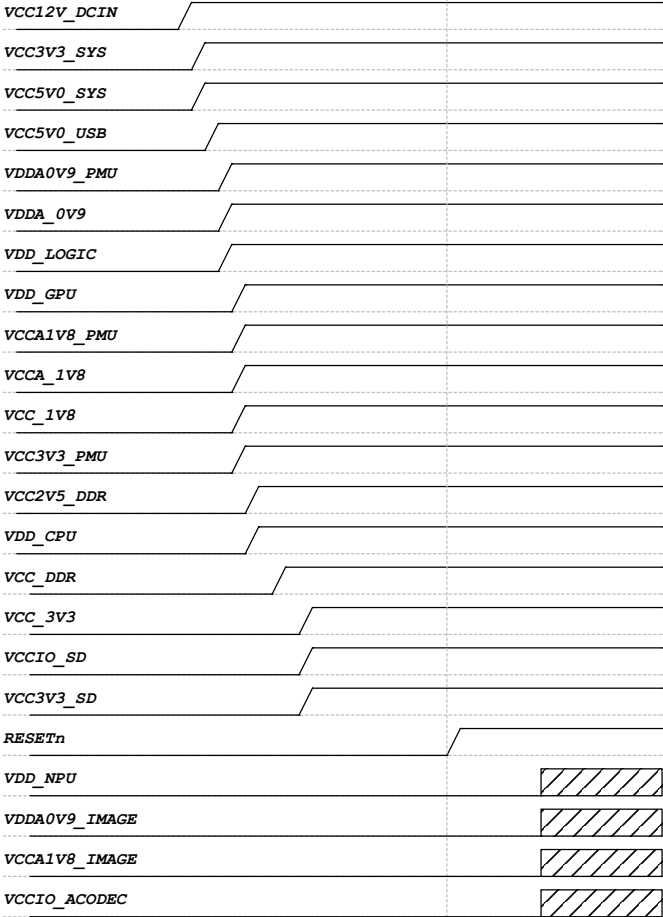 VCC12V_DCIN
VCC3V3_SYS
VCC5V0_SYS
VCC5V0_USB
VDDA0V9_PMU
VDDA_0V9
VDD_LOGIC
VDD_GPU
VCCA1V8_PMU
VCCA_1V8
VCC_1V8
VCC3V3_PMU
VCC2V5_DDR
VDD_CPU
VCC_DDR
VCC_3V3
VCCIO_SD
VCC3V3_SD
RESETn
VDD_NPU
VDDA0V9_IMAGE
VCCA1V8_IMAGE
VCCIO_ACODEC